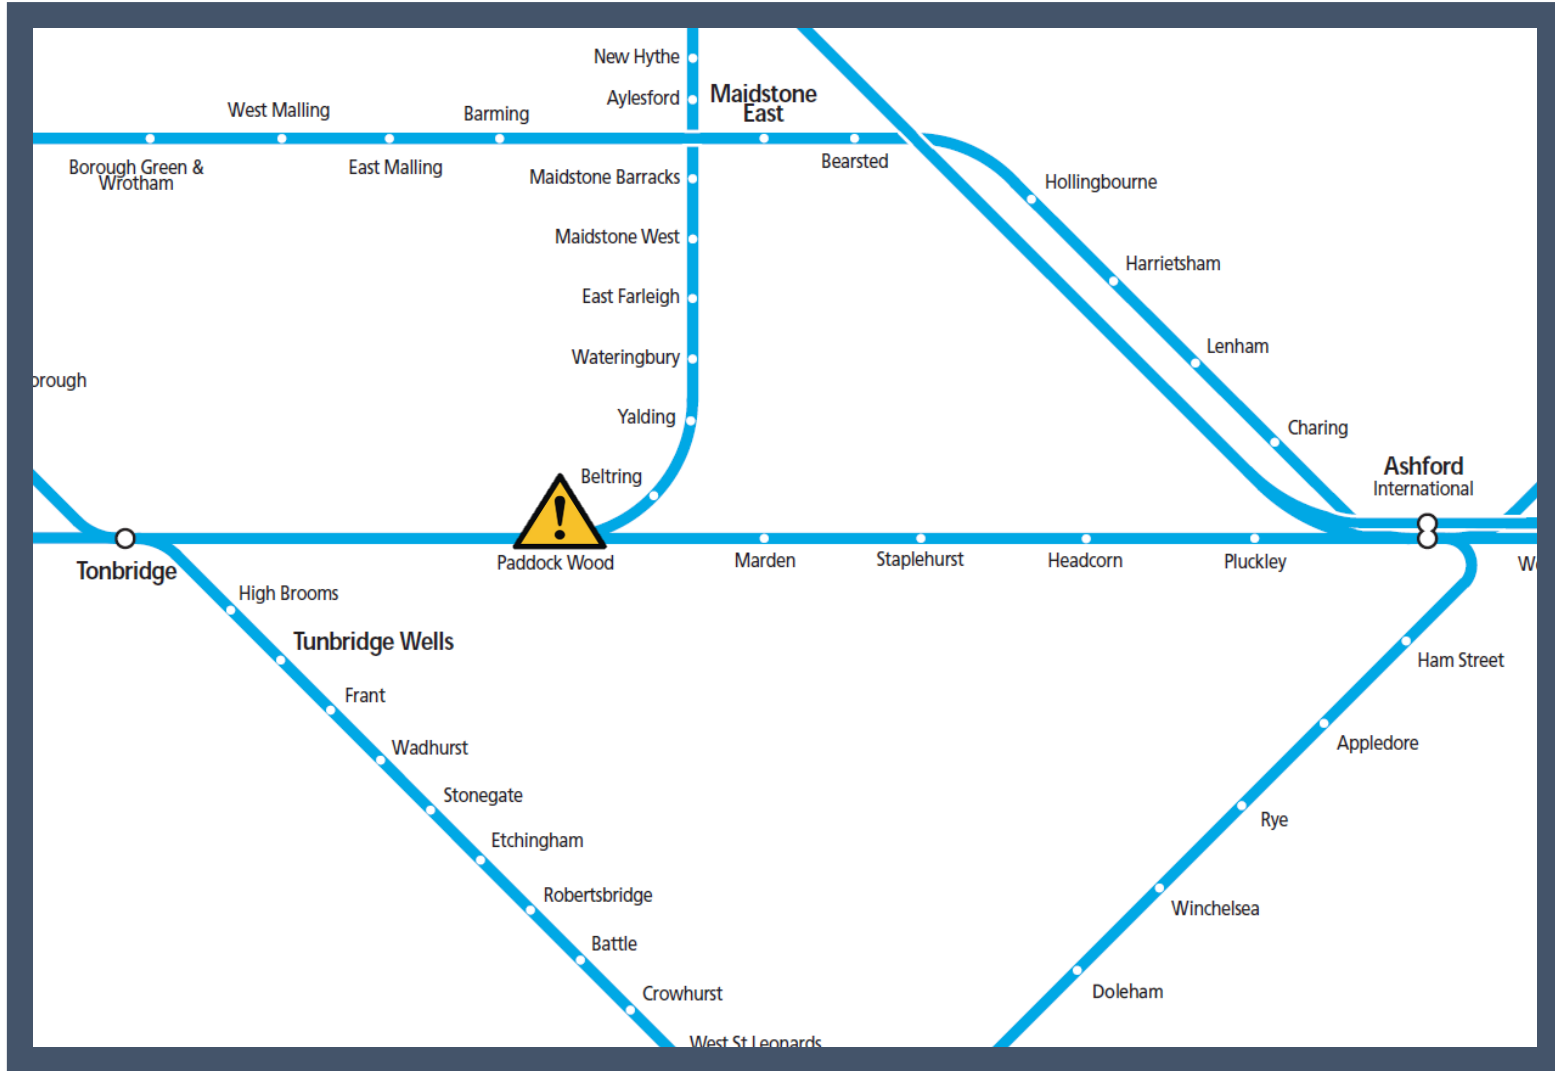 New Hythe
Aylesford
Maidstone
East
West Malling
Barming
Borough Green &
Wrotham
East Malling
Bearsted
Maidstone Barracks
Hollingbourne
Maidstone West
Harrietsham
East Farleigh
Lenham
Wateringbury
orough
Yalding
Charing
Beltring
Ashford
International
!
Paddock Wood
Marden
Staplehurst
Headcorn
Pluckley
Tonbridge
High Brooms
Tunbridge Wells
Ham Street
Frant
Appledore
Wadhurst
Stonegate
Rye
Etchingham
Robertsbridge
Winchelsea
Battle
Crowhurst
Doleham
West St Leonards